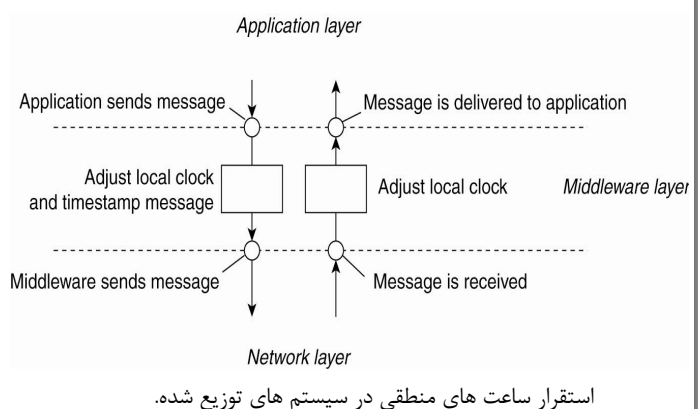 Application layer
Application sends message
Message is delivered to application
Adjust local clock
and timestamp message
Adjust local clock
Middleware layer
Middleware sends message
Message is received
Network layer
استقرار ساعت های منطقی در سیستم های توزیع شده.